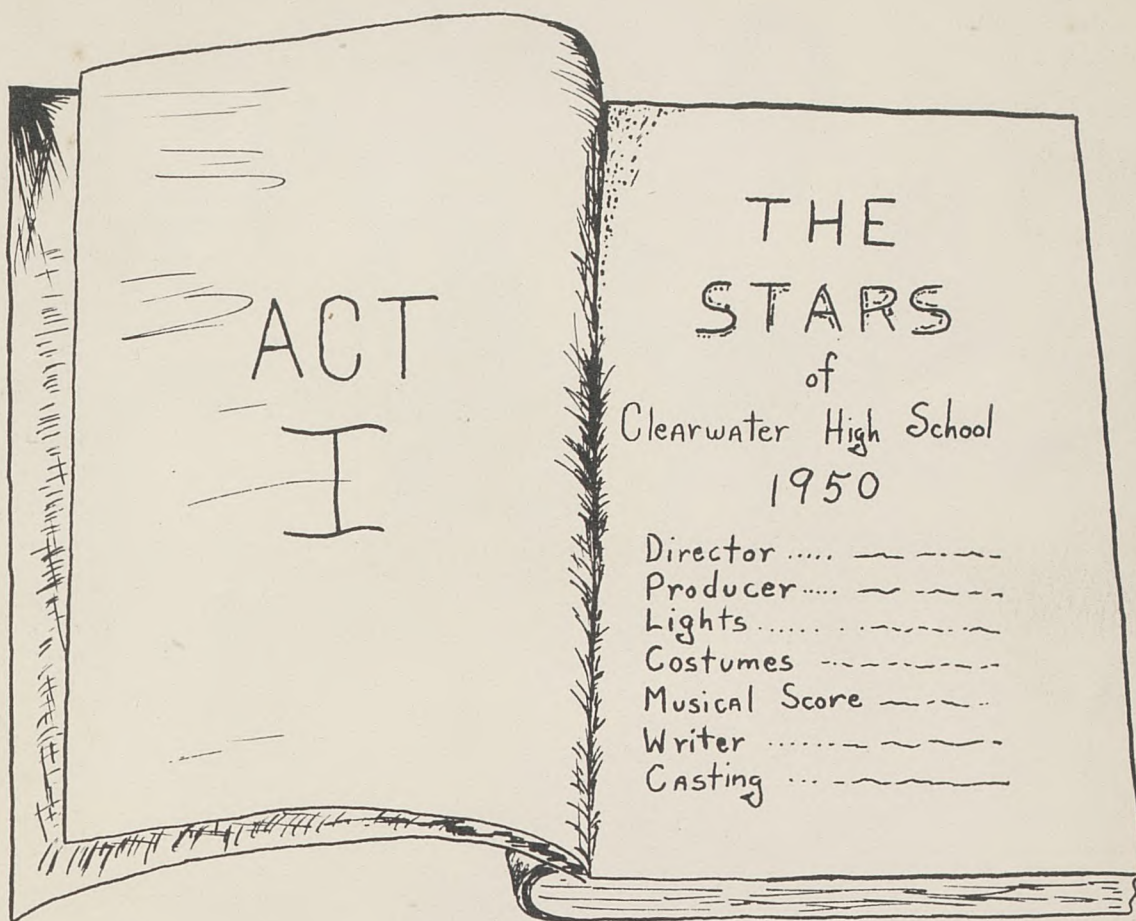 ACT
I
THE
STARS
of
Clearwater High School
1950
Director .....
Producer .....
Lights ......
Costumes
Musical Score
Writer ......
Casting ...